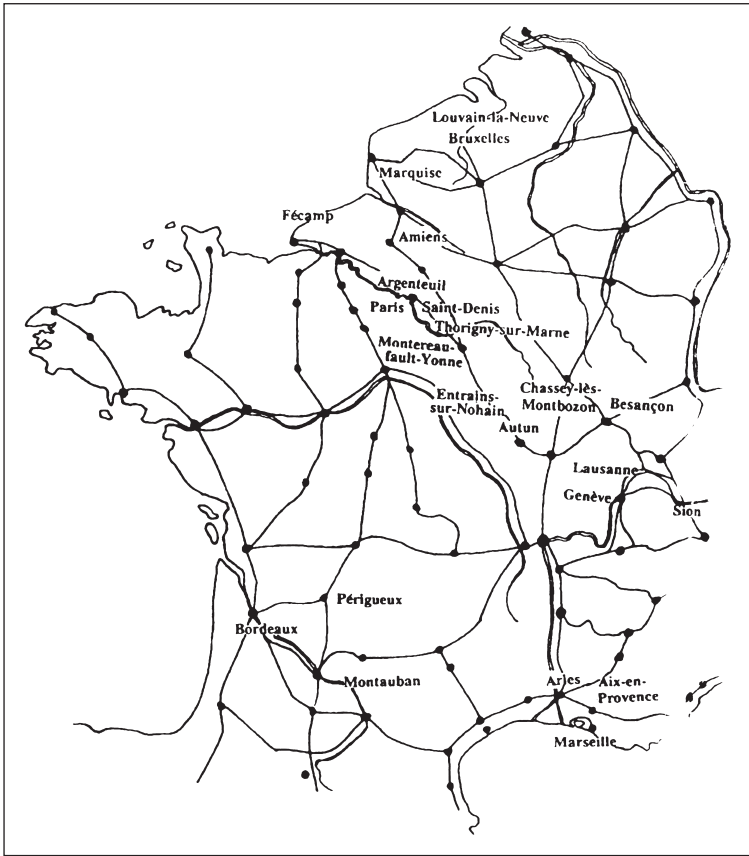 Louvain-la-Neuve
Bruxelles
Marquise
Fécamp
Amiens
Argenteuil
Paris
Saint-Denis
Thorigny-sur-Marne
Montereau-
fault-Yonne
Chassey-lès-
Montbozon
Besançon
Entrains-
sur-Nohain
Autun
Lausanne
Genève
Sion
Périgueux
Bordeaux
Montauban
Arles
Aix-en-
Provence
Marseille